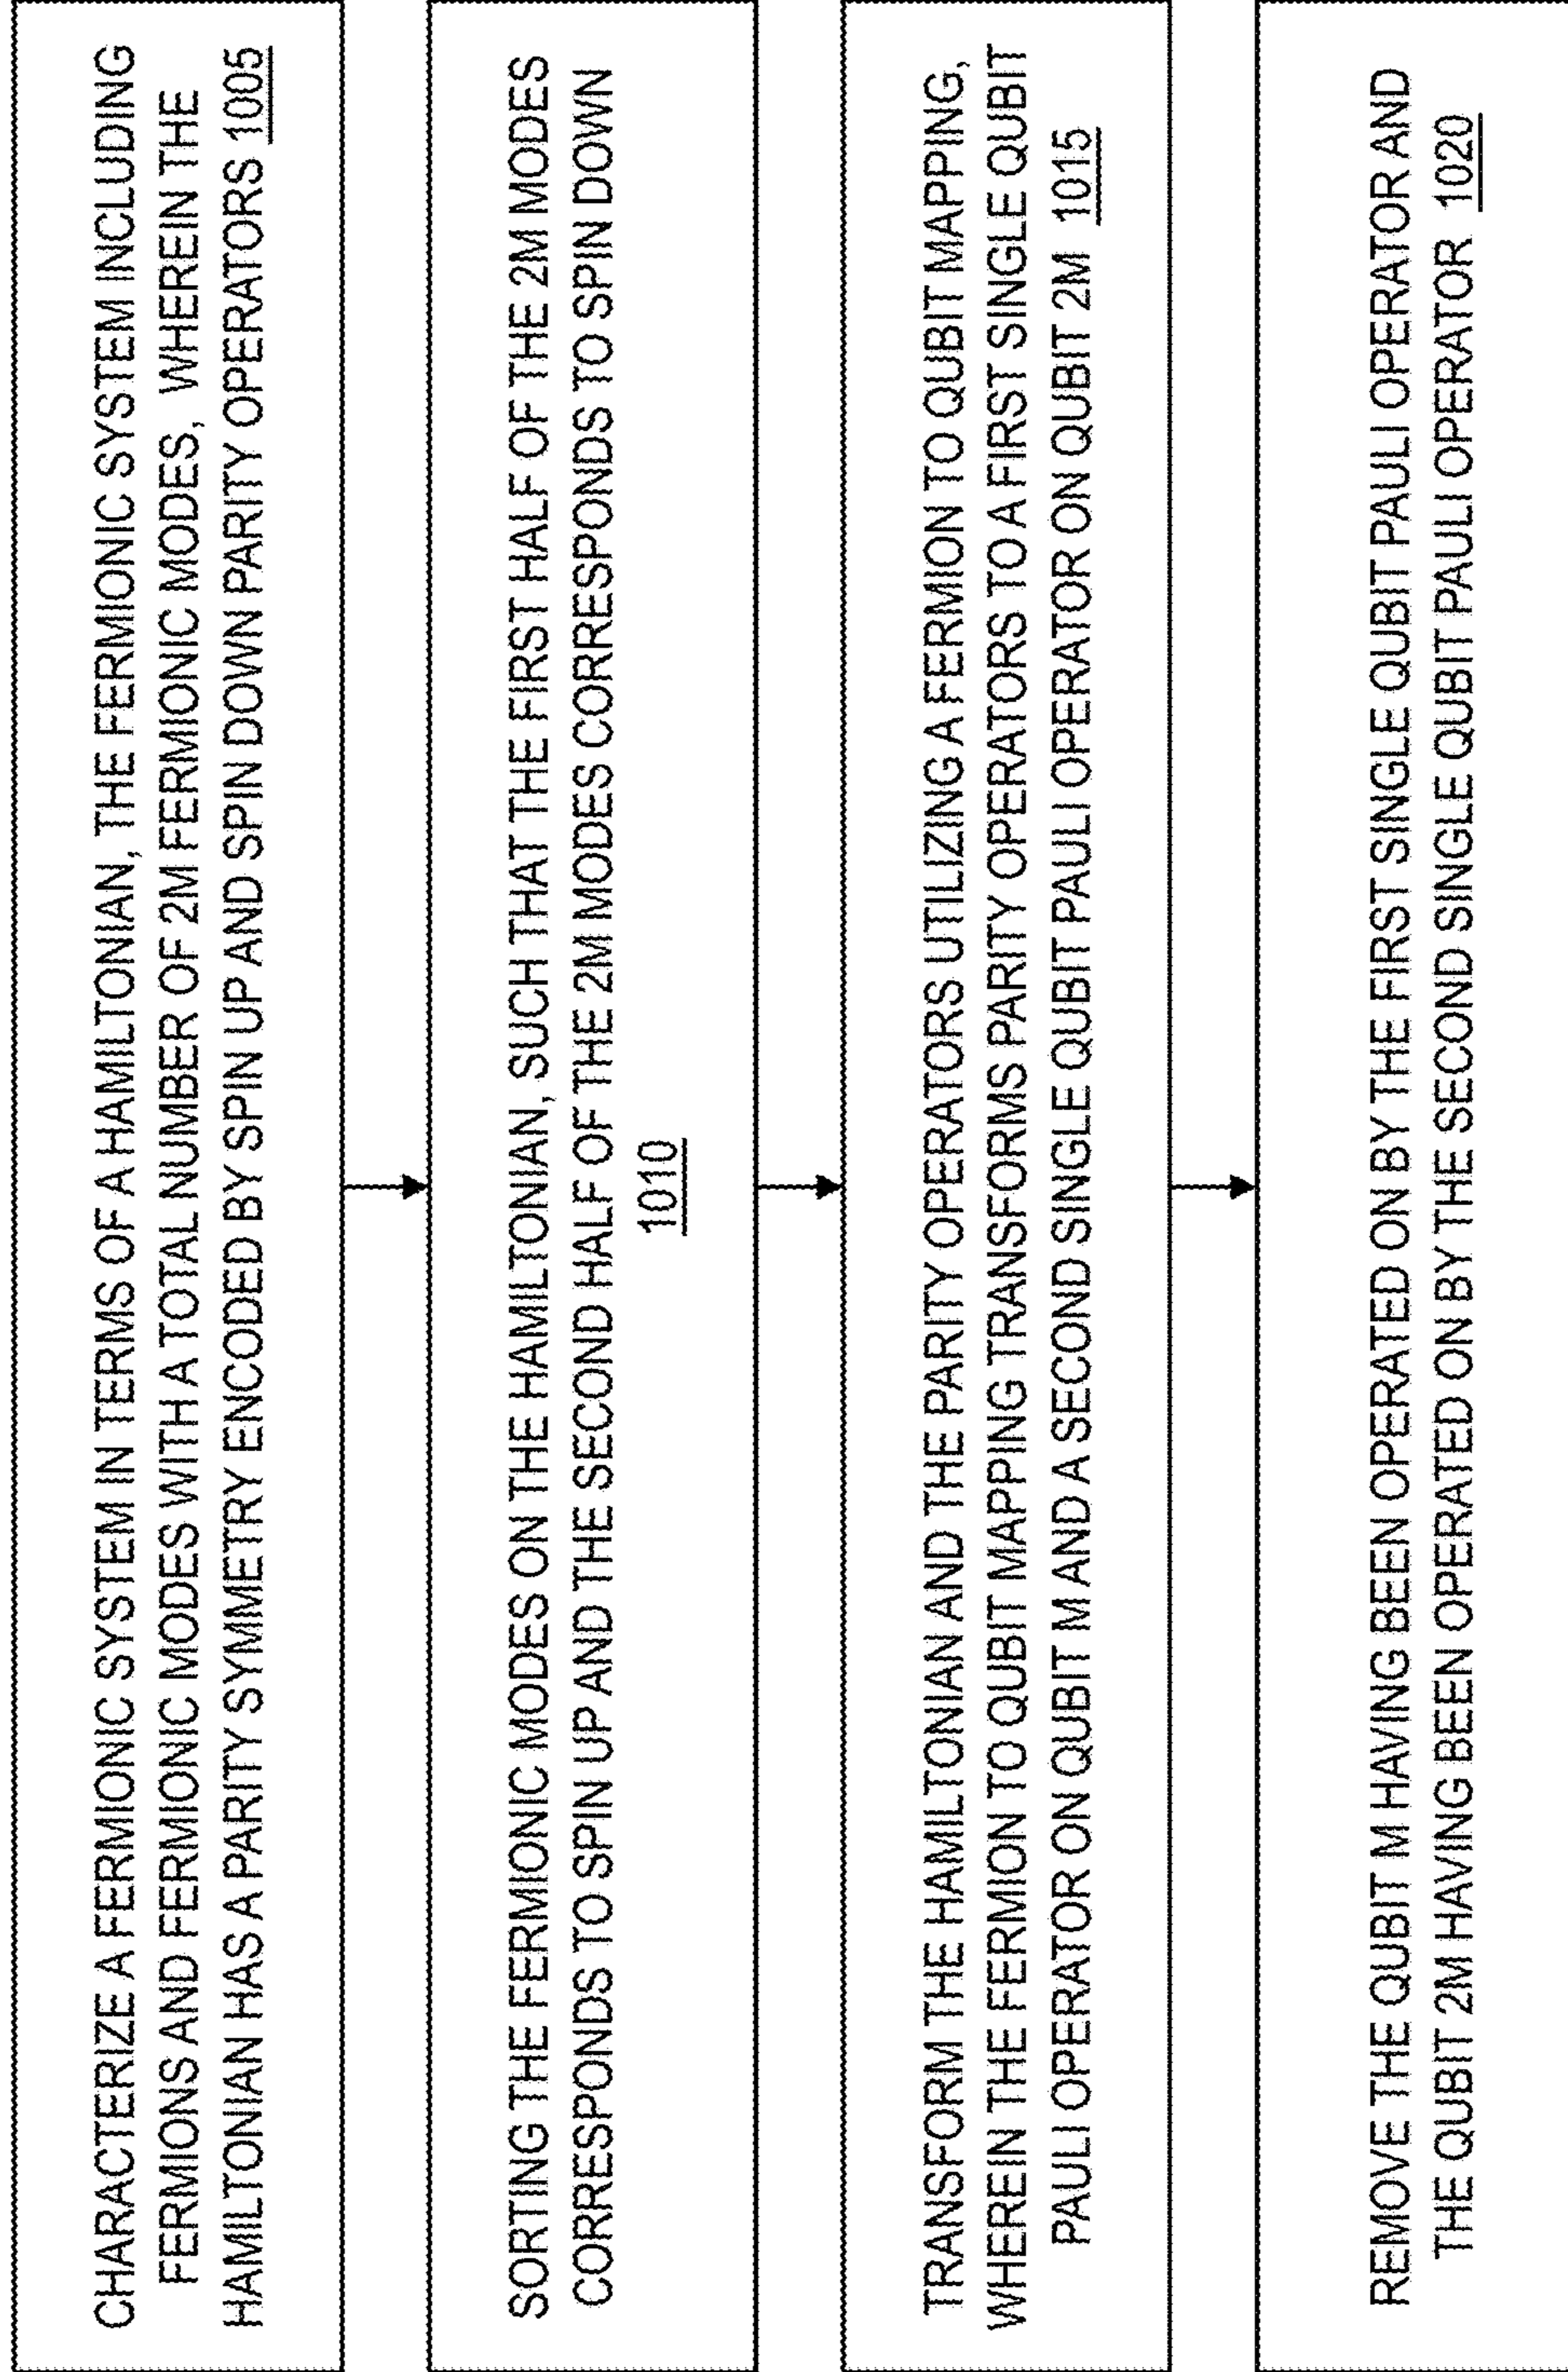 CHARACTERIZE A FERMIONIC SYSTEM IN TERMS OF A HAMILTONIAN, THE FERMIONIC SYSTEM INCLUDING
FERMIONS AND FERMIONIC MODES WITH A TOTAL NUMBER OF 2M FERMIONIC MODES, WHEREIN THE
HAMILTONIAN HAS A PARITY SYMMETRY ENCODED BY SPIN UP AND SPIN DOWN PARITY OPERATORS 1005
SORTING THE FERMIONIC MODES ON THE HAMILTONIAN, SUCH THAT THE FIRST HALF OF THE 2M MODES
CORRESPONDS TO SPIN UP AND THE SECOND HALF OF THE 2M MODES CORRESPONDS TO SPIN DOWN
1010
TRANSFORM THE HAMILTONIAN AND THE PARITY OPERATORS UTILIZING A FERMION TO QUBIT MAPPING,
WHEREIN THE FERMION TO QUBIT MAPPING TRANSFORMS PARITY OPERATORS TO A FIRST SINGLE QUBIT
PAULI OPERATOR ON QUBIT M AND A SECOND SINGLE QUBIT PAULI OPERATOR ON QUBIT 2M 1015
REMOVE THE QUBIT M HAVING BEEN OPERATED ON BY THE FIRST SINGLE QUBIT PAULI OPERATOR AND
THE QUBIT 2M HAVING BEEN OPERATED ON BY THE SECOND SINGLE QUBIT PAULI OPERATOR 1020